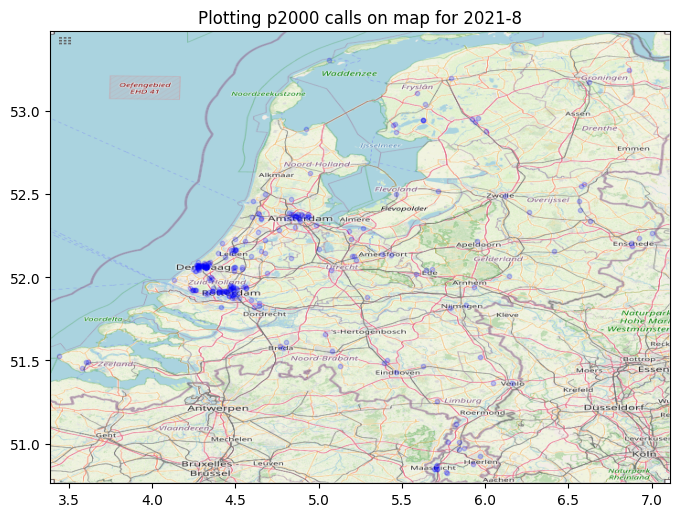 Plotting p2000 calls on map for 2021-8
Oefengebied
EHD 41
Waddenzee
Noordzeekustzone
Fryslân
Groningen
53.0
Assen
Drenthe
IJsselmeer
Emmen
Noord-Holland
Alkmaar
Flevoland
Zwolle
52.5
Flevopolder
Overijssel
Amsterdam
Almere
Leiden
Apeldoorn
Enschede
Amersfoort
Den Haag
Utrecht
Gelderland
52.0
Ede
Zuid-Holland
Arnhem
Rotterdam
Nijmegen
Dordrecht
Kleve
Voordelta
Naturpark
Hohe Mark
Westmünster
's-Hertogenbosch
51.5
Breda
Noord-Brabant
Zeeland
Eindhoven
Bottrop
Moers
Essen
Venlo
Krefeld
Limburg
Antwerpen
Roermond
Düsseldorf
Vlaanderen
51.0
Gent
Mechelen
Leverkusen
Köln
Bruxelles -
Brussel
Leuven
Maastricht
Heerlen
Aachen
Naturpark
Rheinland
3.5 4.0 4.5 5.0 5.5 6.0 6.5 7.0